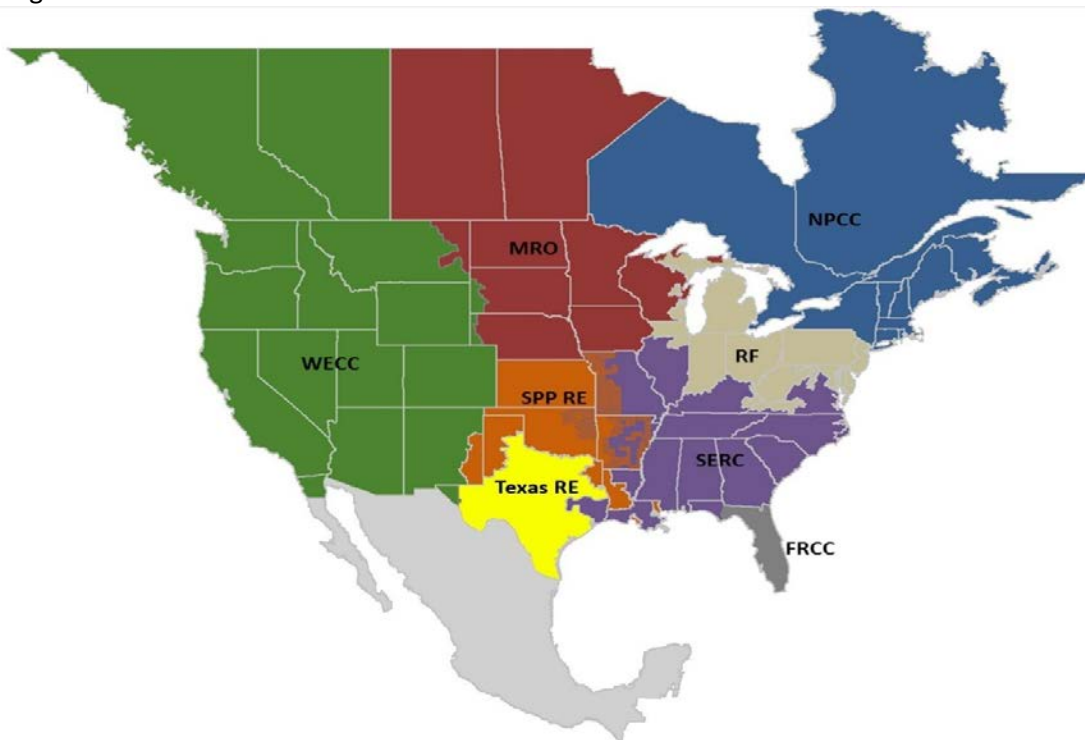 NPCC
MRO
RF
WECC
SPP RE
SERC
Texas RE
FRCC